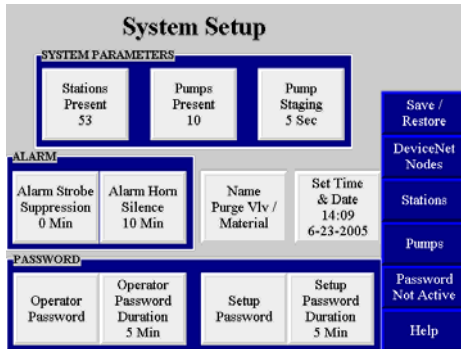 System Setup
SYSTEM PARAMETERS
Stations
Present
53
Pumps
Present
10
Pump
Staging
5 Sec
Save /
Restore
DeviceNet
Nodes
Stations
Pumps
Password
Not Active
Help
ALARM
Alarm Strobe
Suppression
0 Min
Alarm Horn
Silence
10 Min
Name
Purge Vlv /
Material
Set Time
& Date
14:09
6-23-2005
PASSWORD
Operator
Password
Operator
Password
Duration
5 Min
Setup
Password
Setup
Password
Duration
5 Min